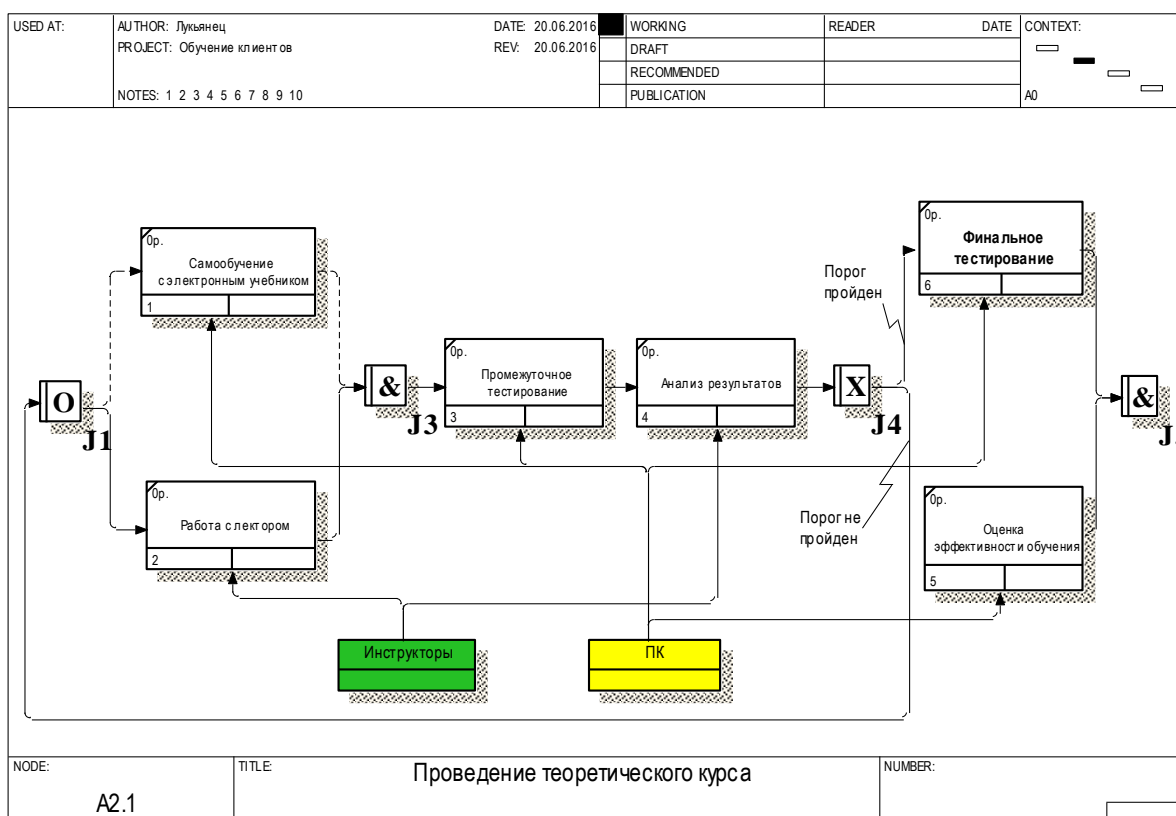 USED AT:
AUTHOR: Лукьянец
DATE: 20.06.2016
WORKING
READER
DATE
CONTEXT:
PROJECT: Обучение клиентов
REV: 20.06.2016
DRAFT
RECOMMENDED
NOTES: 1 2 3 4 5 6 7 8 9 10
PUBLICATION
A0
0р.
Самообучение
с электронным учебником
1
0р.
Финальное
тестирование
6
Порог
пройден
0р.
Промежуточное
тестирование
3
0р.
Анализ результатов
4
O
J1
&
J3
X
J4
&
J
0р.
Работа с лектором
2
Порог не
пройден
0р.
Оценка
эффективности обучения
5
Инструкторы
ПК
NODE:
TITLE:
Проведение теоретического курса
NUMBER:
A2.1